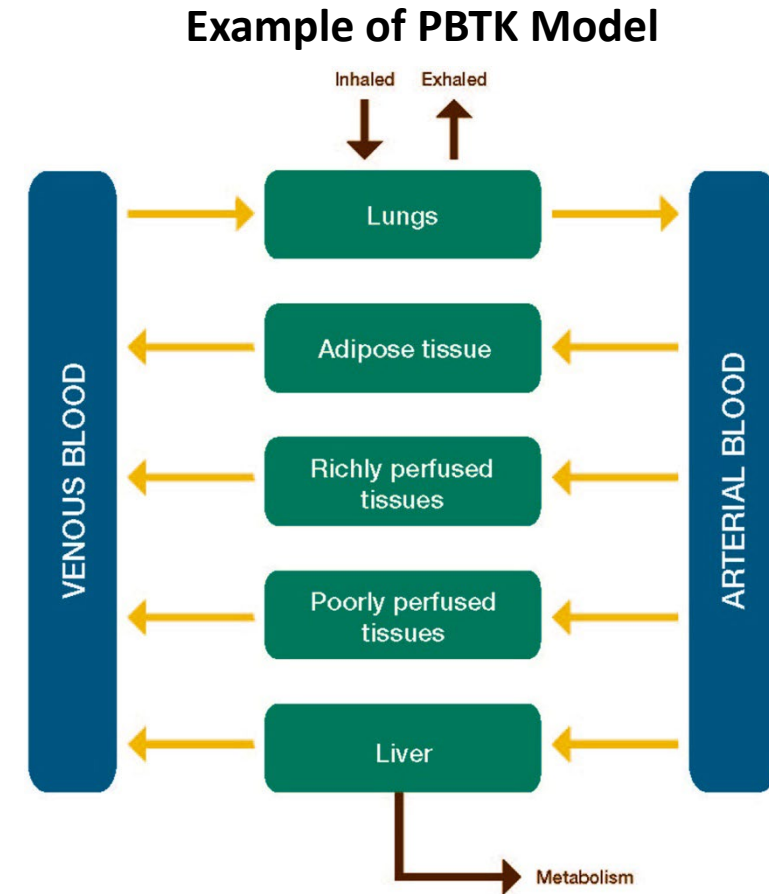 Example of PBTK Model
Inhaled Exhaled
Lungs
Adipose tissue
Richly perfused
tissues
Poorly perfused
tissues
Liver
Metabolism
VENOUS BLOOD
ARTERIAL BLOOD